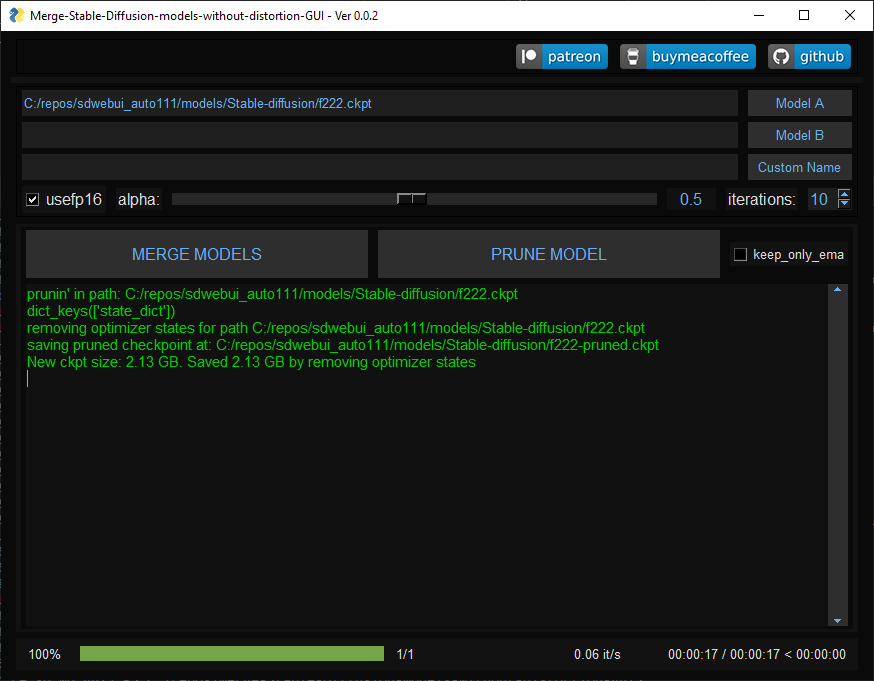 Merge-Stable-Diffusion-models-without-distortion-GUI - Ver 0.0.2
patreon buymeacoffee github
C:/repos/sdwebui_auto111/models/Stable-diffusion/f222.ckpt Model A
Model B
Custom Name
usefp16 alpha: 0.5 iterations: 10
MERGE MODELS PRUNE MODEL keep_only_ema
prunin' in path: C:/repos/sdwebui_auto111/models/Stable-diffusion/f222.ckpt
dict_keys(['state_dict'])
removing optimizer states for path C:/repos/sdwebui_auto111/models/Stable-diffusion/f222.ckpt
saving pruned checkpoint at: C:/repos/sdwebui_auto111/models/Stable-diffusion/f222-pruned.ckpt
New ckpt size: 2.13 GB. Saved 2.13 GB by removing optimizer states
100% 1/1 0.06 it/s 00:00:17 / 00:00:17 < 00:00:00